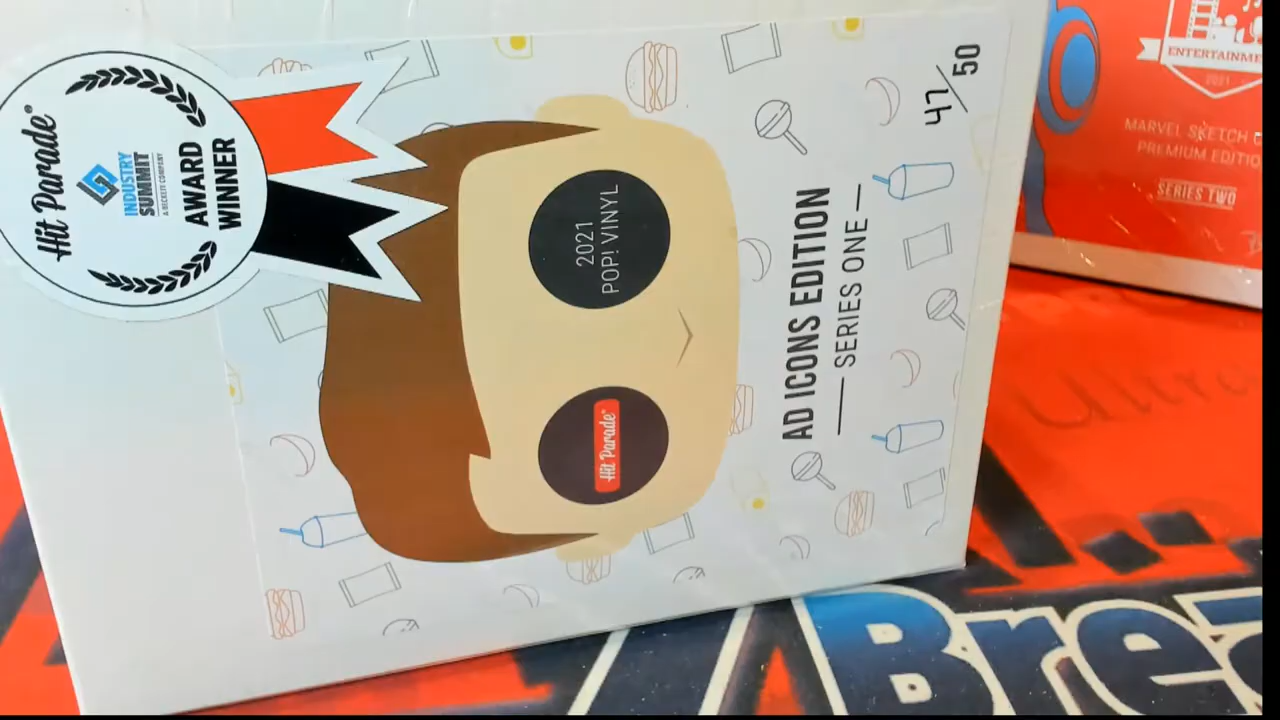 Hit Parade®
INDUSTRY
SUMMIT
A BECKETT COMPANY
AWARD
WINNER
2021
POP! VINYL
Hit Parade®
AD ICONS EDITION
SERIES ONE
47/50
ENTERTAINME
2021
MARVEL SKETCH
PREMIUM EDITIO
SERIES TWO
Ultra
Brea